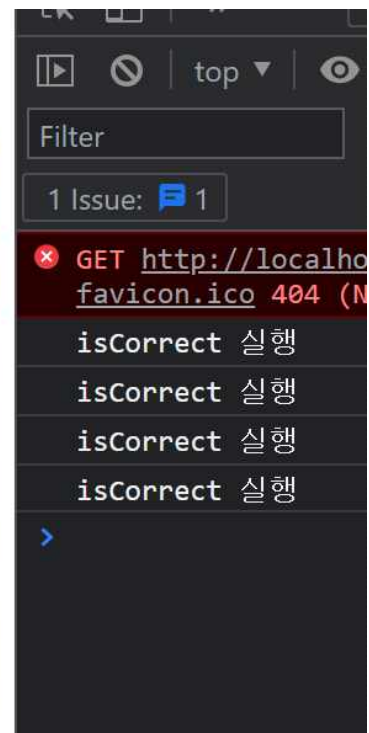 top
Filter
1 Issue: 1
GET http://localho
favicon.ico 404 (N
isCorrect 실행
isCorrect 실행
isCorrect 실행
isCorrect 실행